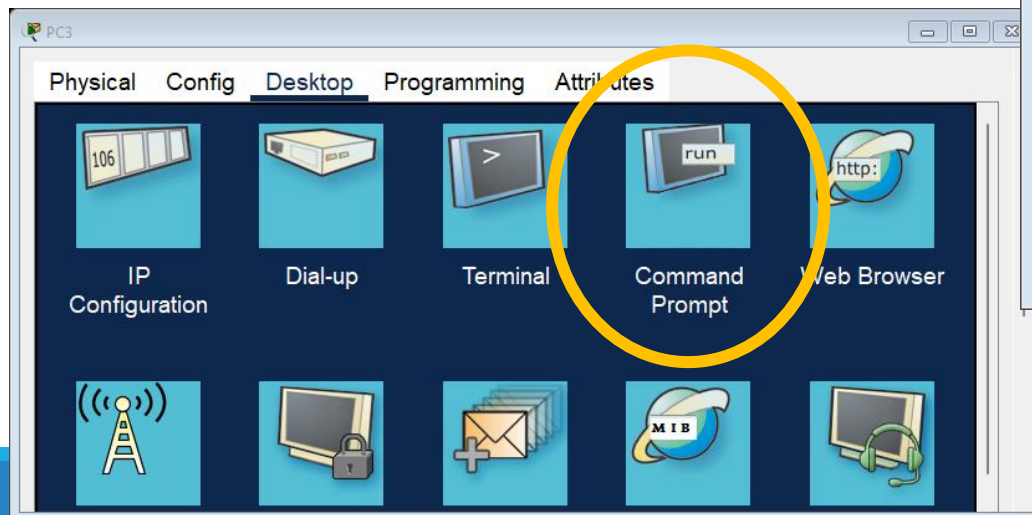 PC3
Physical Config Desktop Programming Attributes
106
>
run
http:
IP
Configuration
Dial-up
Terminal
Command
Prompt
Web Browser
MIB